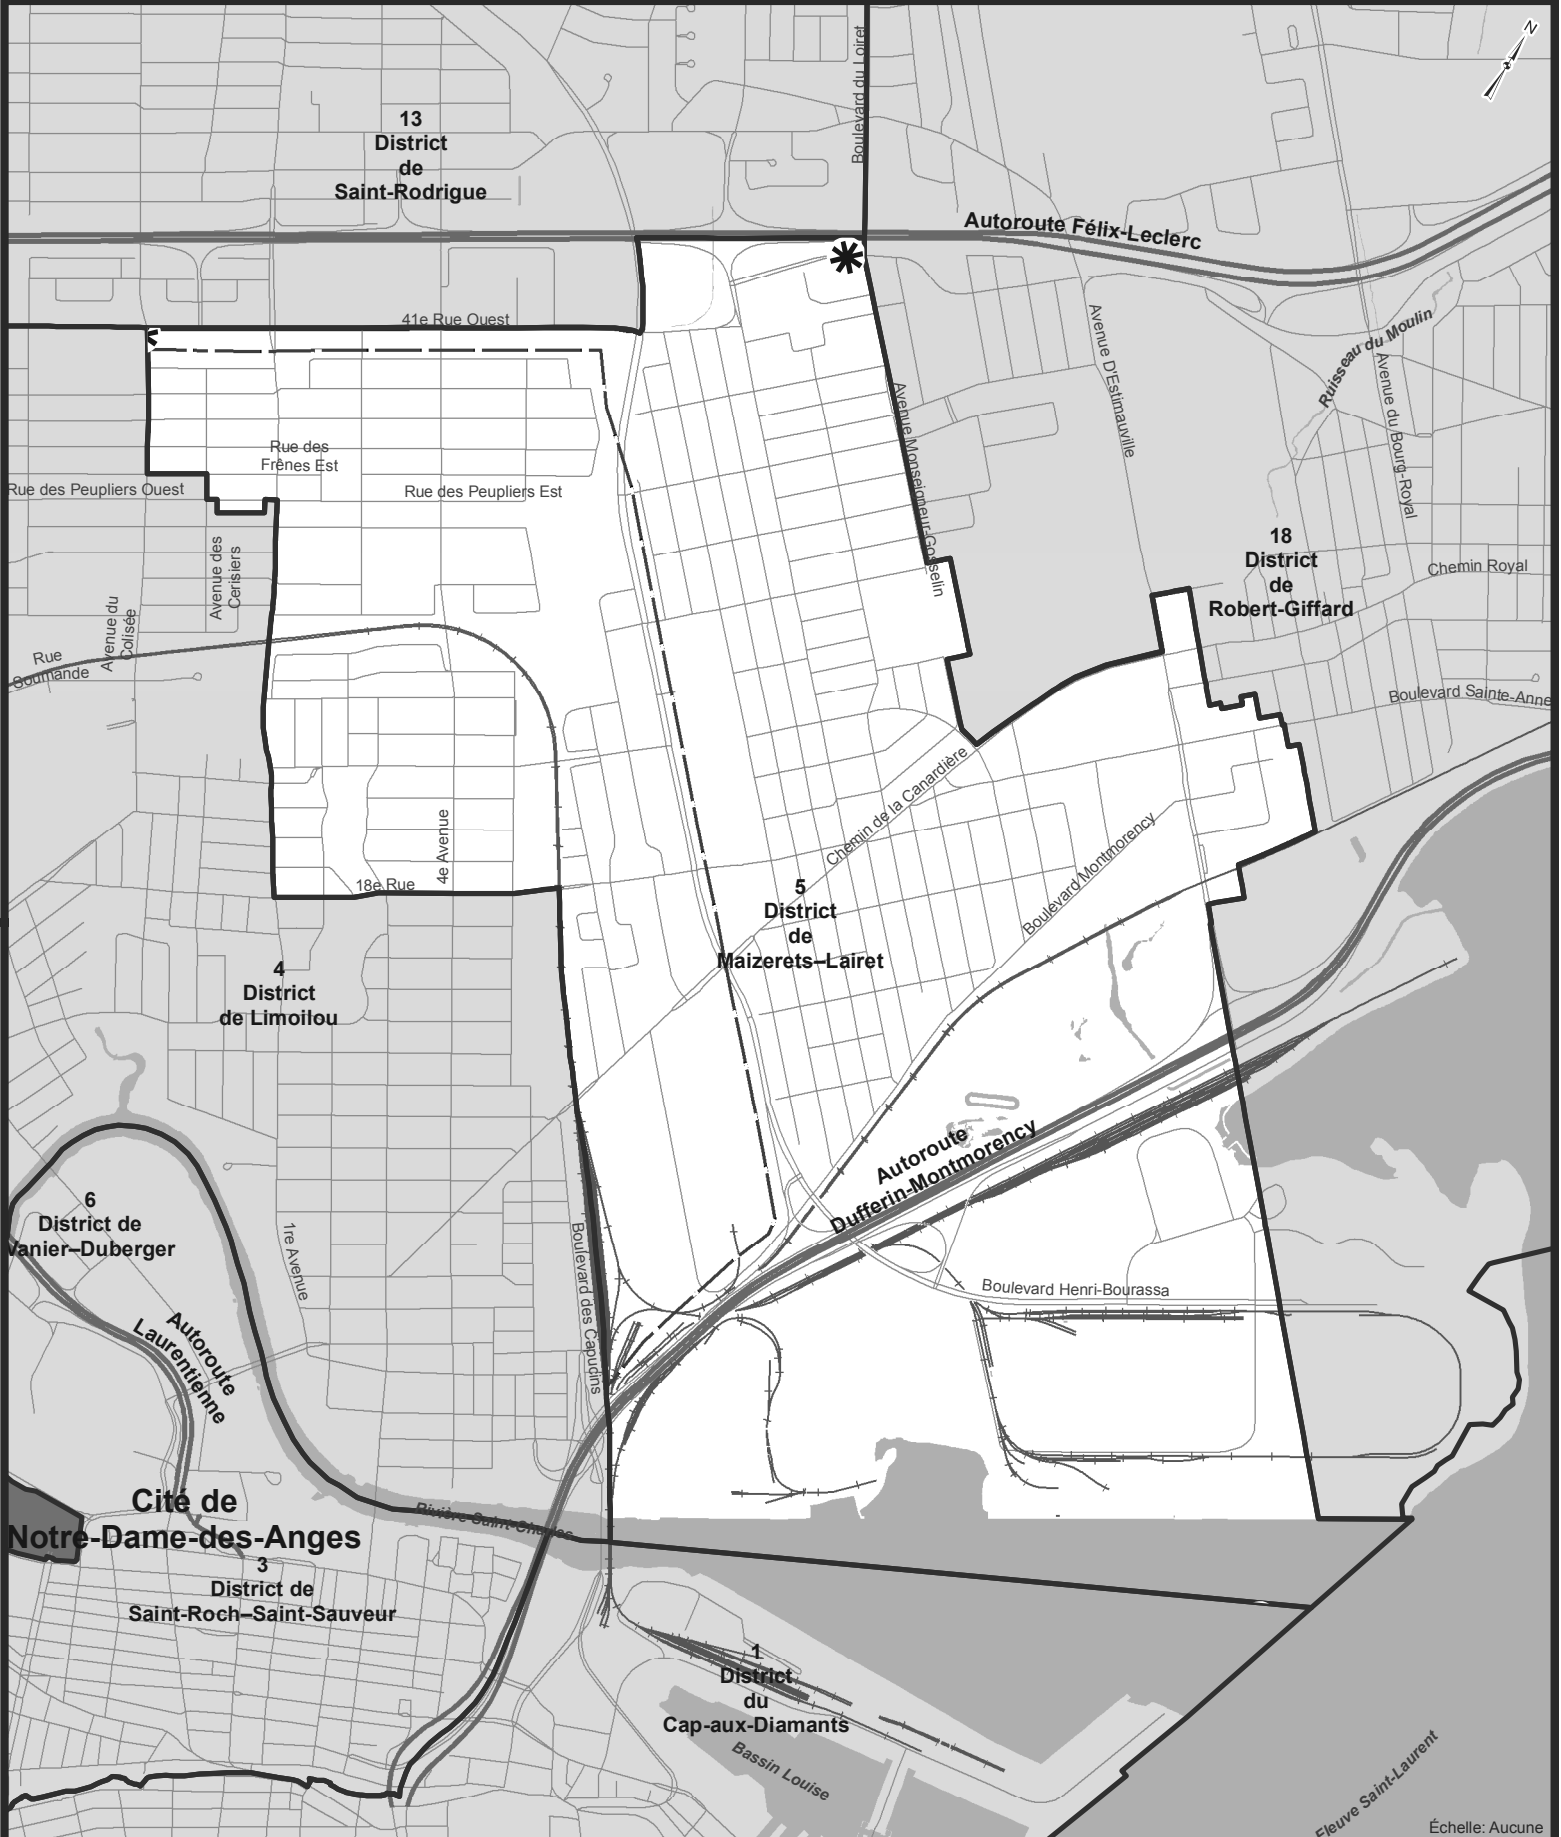 N
Boulevard du Loiret
13
District
de
Saint-Rodrigue
Autoroute Félix-Leclerc
41e Rue Ouest
Avenue D'Estimauville
Ruisseau du Moulin
Avenue du Bourg-Royal
Avenue Monseigneur-Gosselin
Rue des
Frênes Est
Rue des Peupliers Ouest
Rue des Peupliers Est
Avenue des
Cerisiers
Avenue du
Colisée
Rue
Soumande
18
District
de
Robert-Giffard
Chemin Royal
Boulevard Sainte-Anne
Chemin de la Canardière
Boulevard Montmorency
4e Avenue
18e Rue
5
District
de
Maizerets–Lairet
4
District
de Limoilou
Autoroute
Dufferin-Montmorency
6
District de
Vanier–Duberger
1re Avenue
Boulevard des Capucins
Boulevard Henri-Bourassa
Autoroute
Laurentienne
Cité de
Notre-Dame-des-Anges
Rivière Saint-Charles
3
District de
Saint-Roch–Saint-Sauveur
1
District
du
Cap-aux-Diamants
Bassin Louise
Fleuve Saint-Laurent
Échelle: Aucune